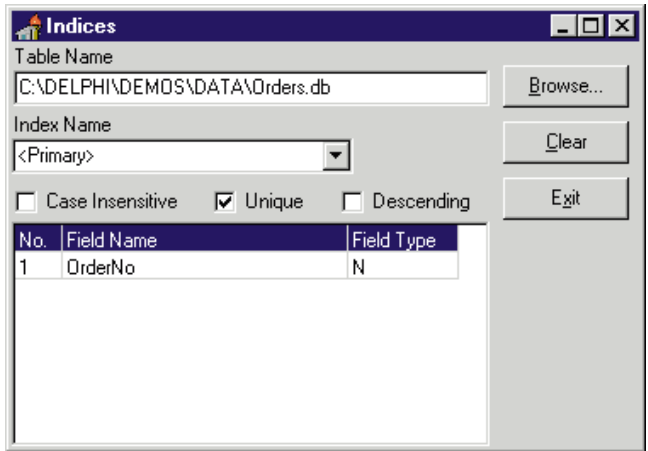 Indices
Table Name
C:\DELPHI\DEMOS\DATA\Orders.db
Browse...
Index Name
<Primary>
Clear
Case Insensitive Unique Descending
Exit
No. Field Name Field Type
1 OrderNo N